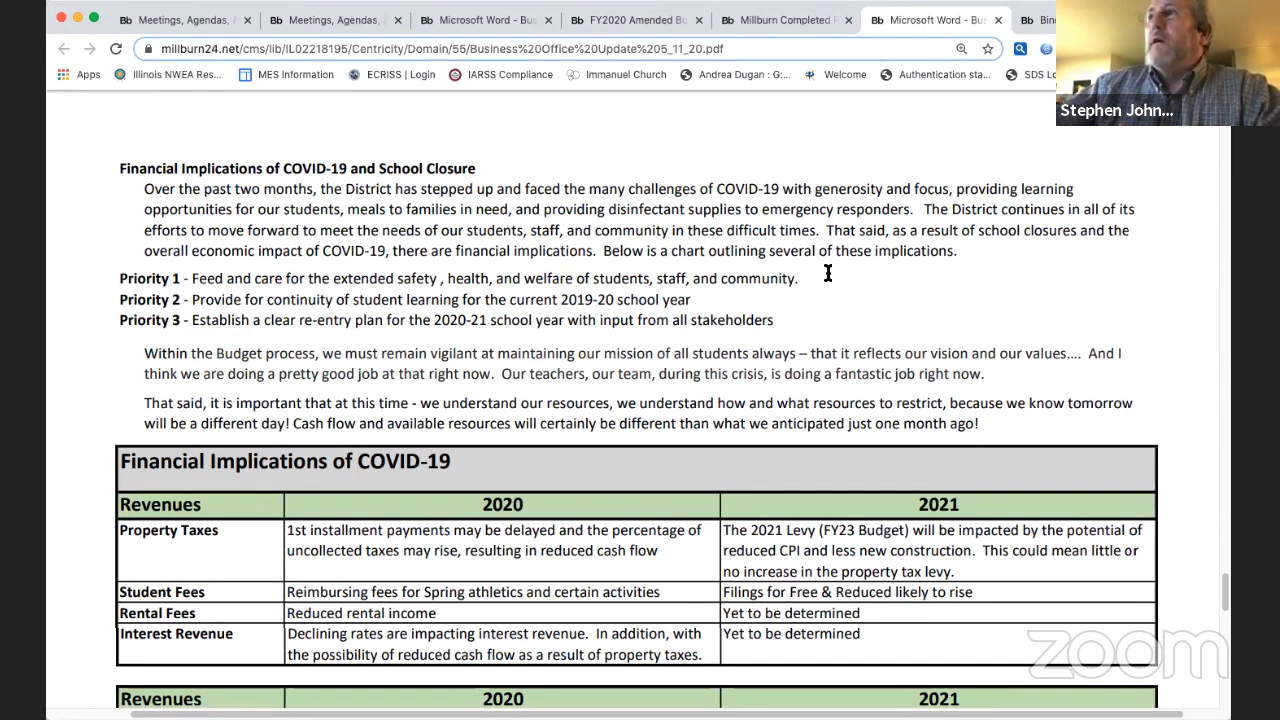 Meetings, Agendas,
Meetings, Agendas,
Microsoft Word - Bus
FY2020 Amended Bu
Millburn Completed
Microsoft Word - Bus
Bin
millburn24.net/cms/lib/IL02218195/Centricity/Domain/55/Business%20Office%20Update%205_11_20.pdf
Apps
Illinois NWEA Res...
MES Information
ECRISS | Login
IARSS Compliance
Immanuel Church
Andrea Dugan : G:...
Welcome
Authentication sta...
SDS Lo
Stephen John...
Financial Implications of COVID-19 and School Closure
Over the past two months, the District has stepped up and faced the many challenges of COVID-19 with generosity and focus, providing learning
opportunities for our students, meals to families in need, and providing disinfectant supplies to emergency responders. The District continues in all of its
efforts to move forward to meet the needs of our students, staff, and community in these difficult times. That said, as a result of school closures and the
overall economic impact of COVID-19, there are financial implications. Below is a chart outlining several of these implications.
Priority 1 - Feed and care for the extended safety , health, and welfare of students, staff, and community.
Priority 2 - Provide for continuity of student learning for the current 2019-20 school year
Priority 3 - Establish a clear re-entry plan for the 2020-21 school year with input from all stakeholders
Within the Budget process, we must remain vigilant at maintaining our mission of all students always – that it reflects our vision and our values.... And I
think we are doing a pretty good job at that right now. Our teachers, our team, during this crisis, is doing a fantastic job right now.
That said, it is important that at this time - we understand our resources, we understand how and what resources to restrict, because we know tomorrow
will be a different day! Cash flow and available resources will certainly be different than what we anticipated just one month ago!
Financial Implications of COVID-19
Revenues 2020 2021
Property Taxes
1st installment payments may be delayed and the percentage of
uncollected taxes may rise, resulting in reduced cash flow
The 2021 Levy (FY23 Budget) will be impacted by the potential of
reduced CPI and less new construction. This could mean little or
no increase in the property tax levy.
Student Fees
Reimbursing fees for Spring athletics and certain activities
Filings for Free & Reduced likely to rise
Rental Fees
Reduced rental income
Yet to be determined
Interest Revenue
Declining rates are impacting interest revenue. In addition, with
the possibility of reduced cash flow as a result of property taxes.
Yet to be determined
zoom
Revenues 2020 2021